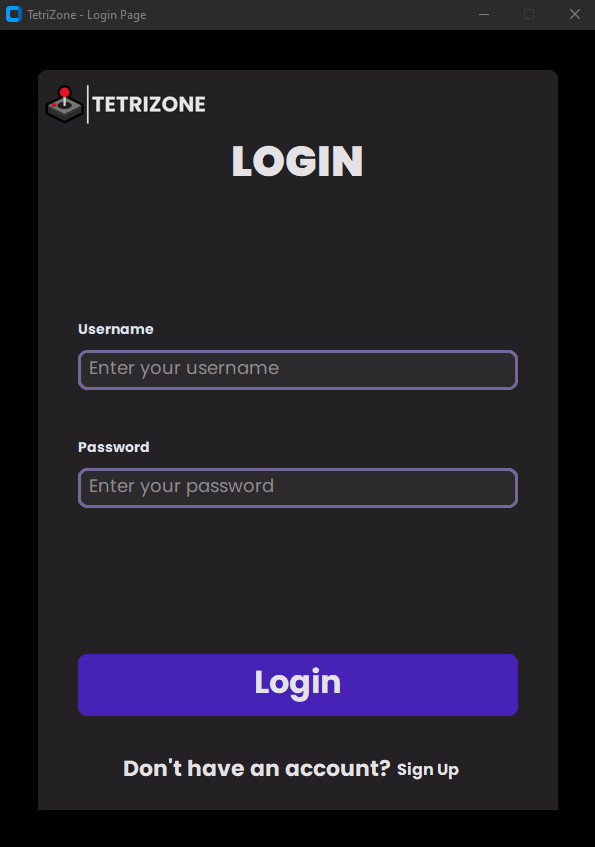 TetriZone - Login Page
TETRIZONE
LOGIN
Username
Enter your username
Password
Enter your password
Login
Don't have an account? Sign Up